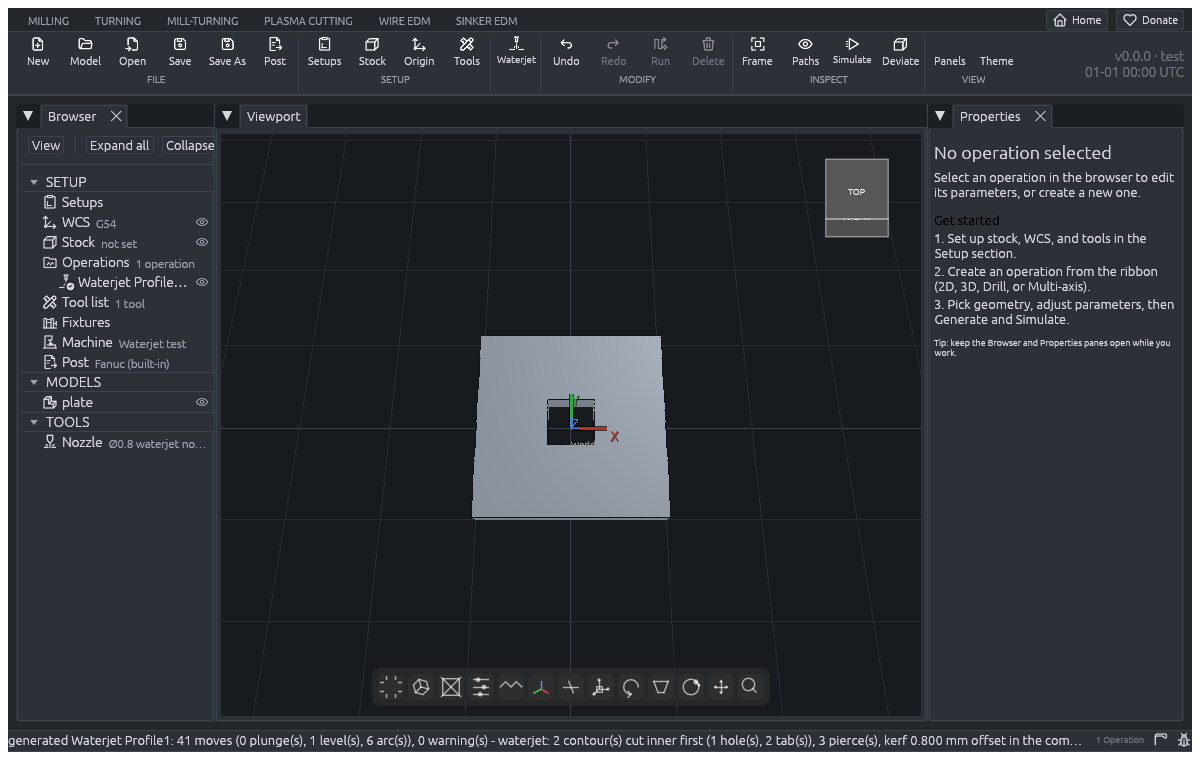 MILLING TURNING MILL-TURNING PLASMA CUTTING WIRE EDM SINKER EDM Home Donate
New Model Open Save Save As Post Setups Stock Origin Tools Waterjet Undo Redo Run Delete Frame Paths Simulate Deviate Panels Theme
FILE SETUP MODIFY INSPECT VIEW
v0.0.0 · test
01-01 00:00 UTC
Browser
View Expand all Collapse
SETUP
Setups
WCS G54
Stock not set
Operations 1 operation
Waterjet Profile...
Tool list 1 tool
Fixtures
Machine Waterjet test
Post Fanuc (built-in)
MODELS
plate
TOOLS
Nozzle Ø0.8 waterjet no...
Viewport
TOP
Y
Z
X
World
Properties
No operation selected
Select an operation in the browser to edit
its parameters, or create a new one.
Get started
1. Set up stock, WCS, and tools in the
Setup section.
2. Create an operation from the ribbon
(2D, 3D, Drill, or Multi-axis).
3. Pick geometry, adjust parameters, then
Generate and Simulate.
Tip: keep the Browser and Properties panes open while you
work.
generated Waterjet Profile1: 41 moves (0 plunge(s), 1 level(s), 6 arc(s)), 0 warning(s) - waterjet: 2 contour(s) cut inner first (1 hole(s), 2 tab(s)), 3 pierce(s), kerf 0.800 mm offset in the com... 1 Operation